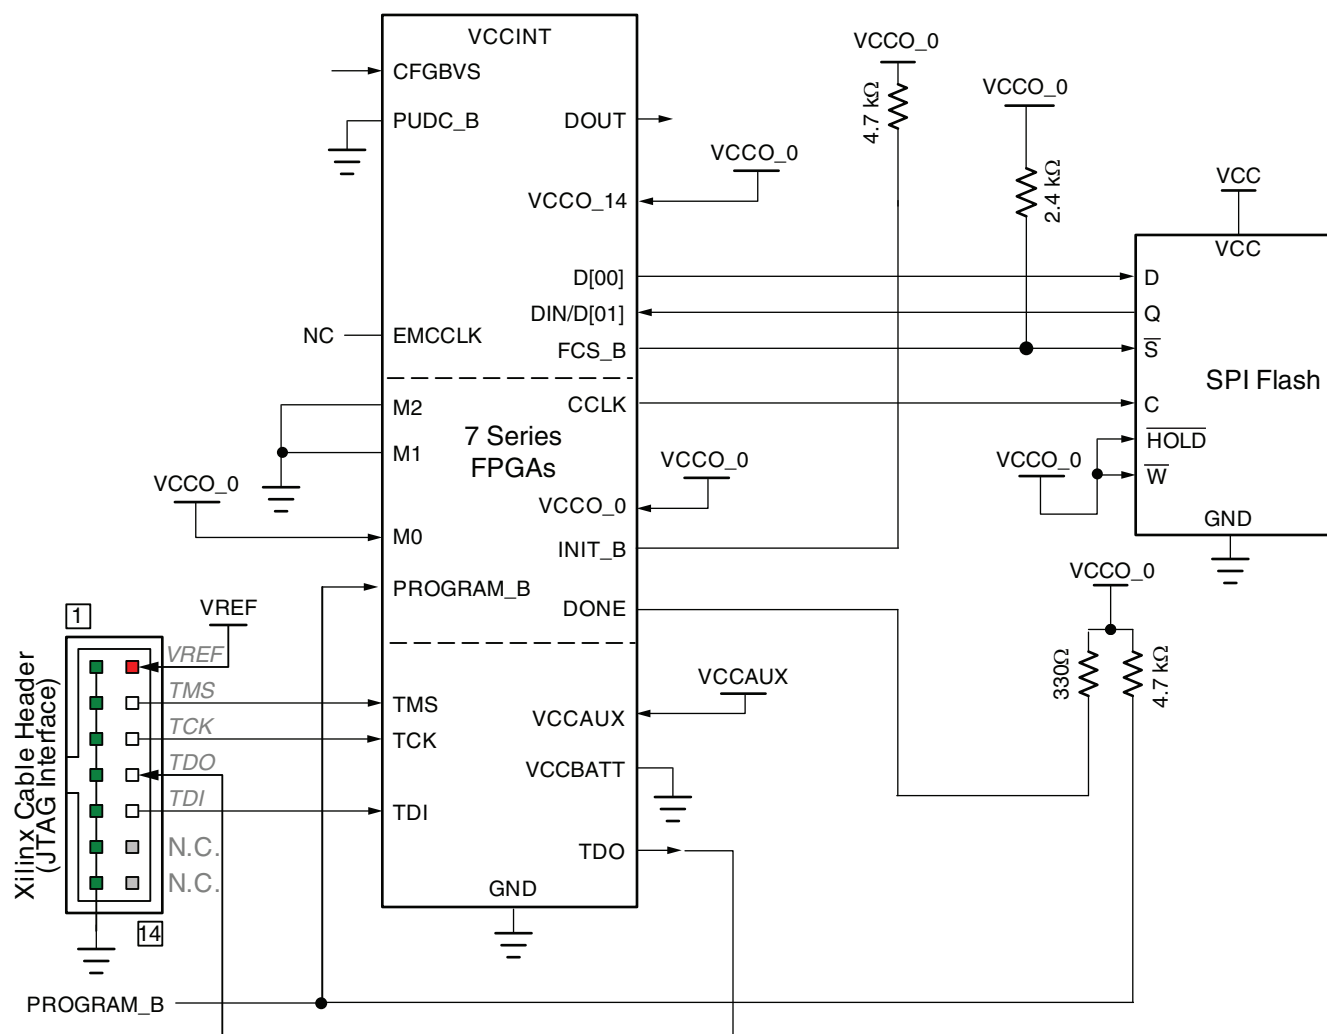 VCCINT
CFGBVS
PUDC_B
DOUT
VCCO_0
4.7 kΩ
VCCO_0
2.4 kΩ
VCCO_0
VCCO_14
VCC
VCC
D[00]
D
DIN/D[01]
Q
NC
EMCCLK
FCS_B
S
SPI Flash
M2
CCLK
C
7 Series
FPGAs
HOLD
M1
VCCO_0
VCCO_0
W
VCCO_0
VCCO_0
GND
M0
INIT_B
PROGRAM_B
DONE
VCCO_0
330Ω
4.7 kΩ
1
VREF
VREF
TMS
TMS
VCCAUX
VCCAUX
TCK
TCK
TDO
VCCBATT
TDI
TDI
N.C.
TDO
N.C.
GND
Xilinx Cable Header
(JTAG Interface)
14
PROGRAM_B